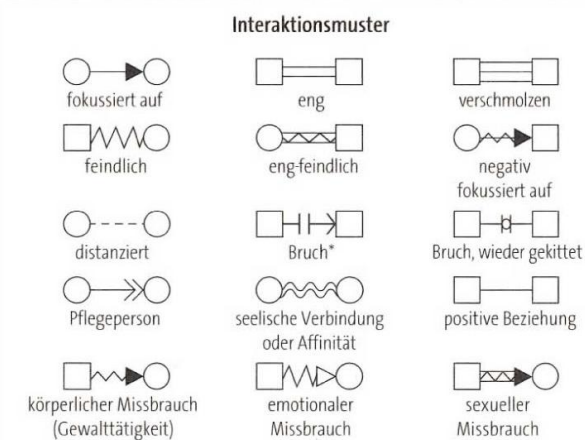 Interaktionsmuster
fokussiert auf
eng
verschmolzen
feindlich
eng-feindlich
negativ
fokussiert auf
distanziert
Bruch*
Bruch, wieder gekittet
Pflegeperson
seelische Verbindung
oder Affinität
positive Beziehung
körperlicher Missbrauch
(Gewalttätigkeit)
emotionaler
Missbrauch
sexueller
Missbrauch